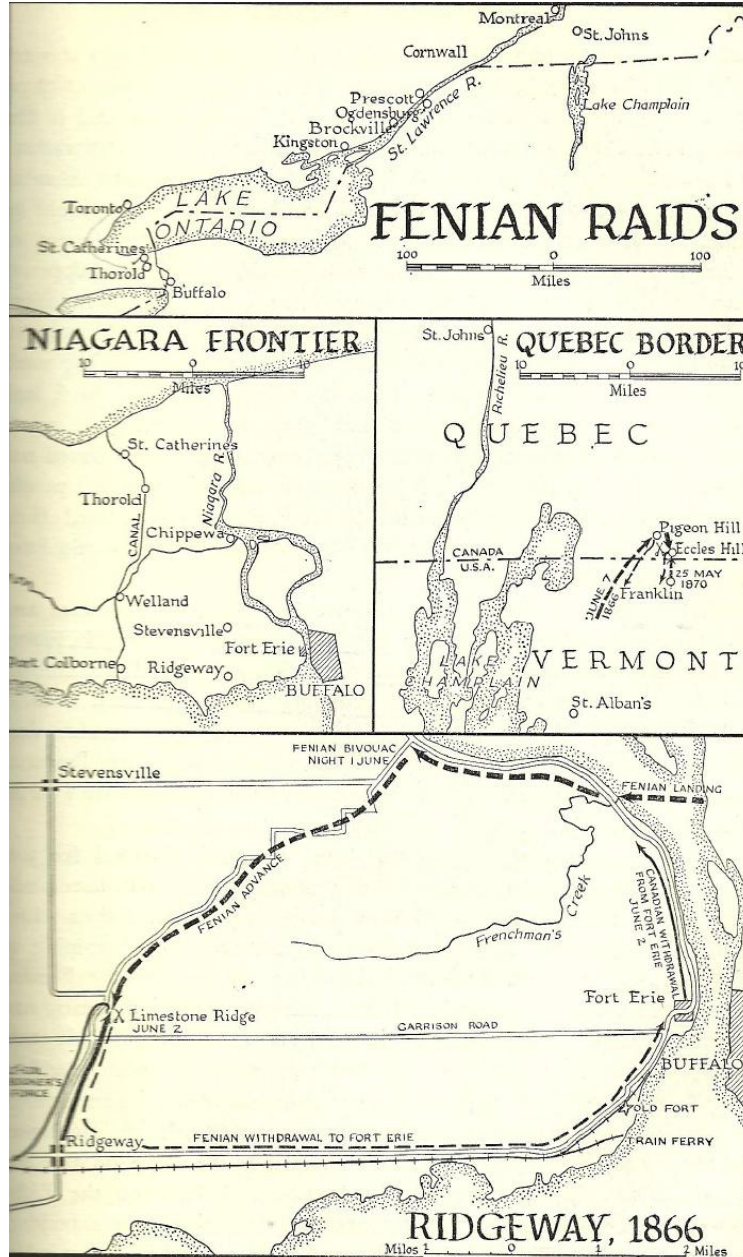 Montreal
St. Johns
Cornwall
Prescott
Ogdensburg
Brockville
St. Lawrence R.
Kingston
Lake Champlain
LAKE
ONTARIO
Toronto
St. Catherines
Thorold
Buffalo
FENIAN RAIDS
100 0 100
Miles
NIAGARA FRONTIER
10 0 10
Miles
St. Catherines
Thorold
CANAL
Niagara R.
Chippewa
Welland
Stevensville
Fort Erie
Port Colborne
Ridgeway
BUFFALO
St. Johns
Richelieu R.
QUEBEC BORDER
10 0 10
Miles
QUEBEC
Pigeon Hill
Eccles Hill
CANADA
U.S.A.
25 MAY
1870
Franklin
JUNE 7
1866
VERMONT
LAKE
CHAMPLAIN
St. Alban's
FENIAN BIVOUAC
NIGHT 1 JUNE
Stevensville
FENIAN LANDING
FENIAN ADVANCE
CANADIAN WITHDRAWAL
FROM FORT ERIE
JUNE 2
Frenchman's
Creek
Fort Erie
X Limestone Ridge
JUNE 2
GARRISON ROAD
BUFFALO
OLD FORT
Ridgeway
FENIAN WITHDRAWAL TO FORT ERIE
TRAIN FERRY
RIDGEWAY, 1866
Miles 0 2 Miles